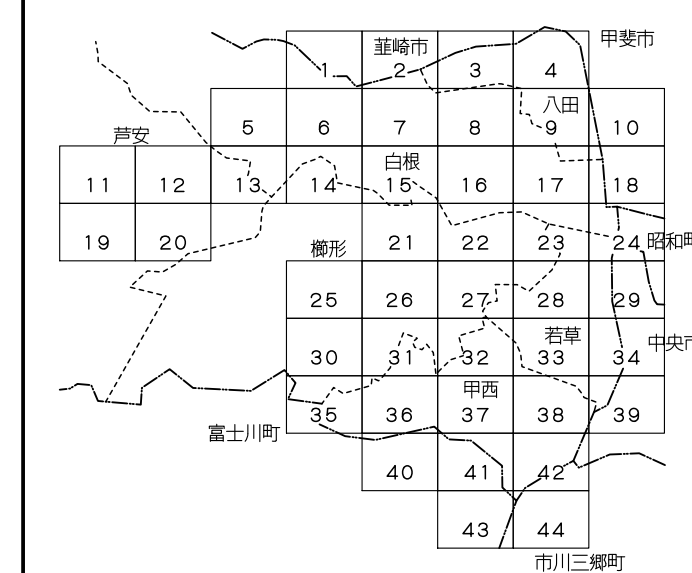 韮崎市
甲斐市
1 2 3 4
八田
5 6 7 8 9 10
芦安
白根
11 12 13 14 15 16 17 18
19 20 21 22 23 24
昭和町
櫛形
25 26 27 28 29
若草
中央市
30 31 32 33 34
甲西
35 36 37 38 39
富士川町
40 41 42
43 44
市川三郷町